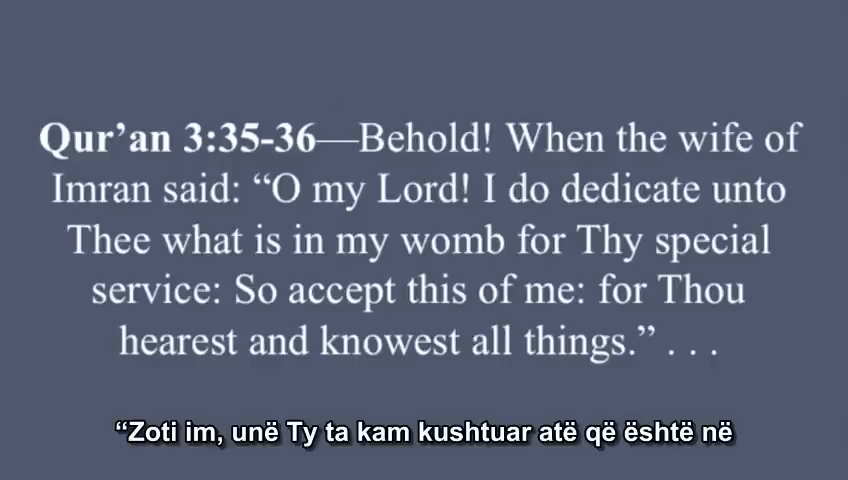 Qur’an 3:35-36—Behold! When the wife of
Imran said: “O my Lord! I do dedicate unto
Thee what is in my womb for Thy special
service: So accept this of me: for Thou
hearest and knowest all things.” . . .
“Zoti im, unë Ty ta kam kushtuar atë që është në